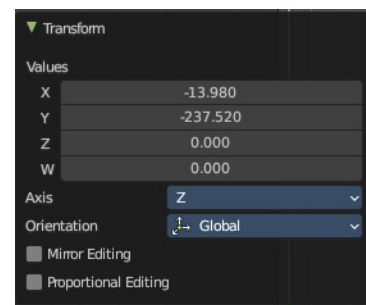 Transform
Values
X -13.980
Y -237.520
Z 0.000
W 0.000
Axis Z
Orientation Global
Mirror Editing
Proportional Editing